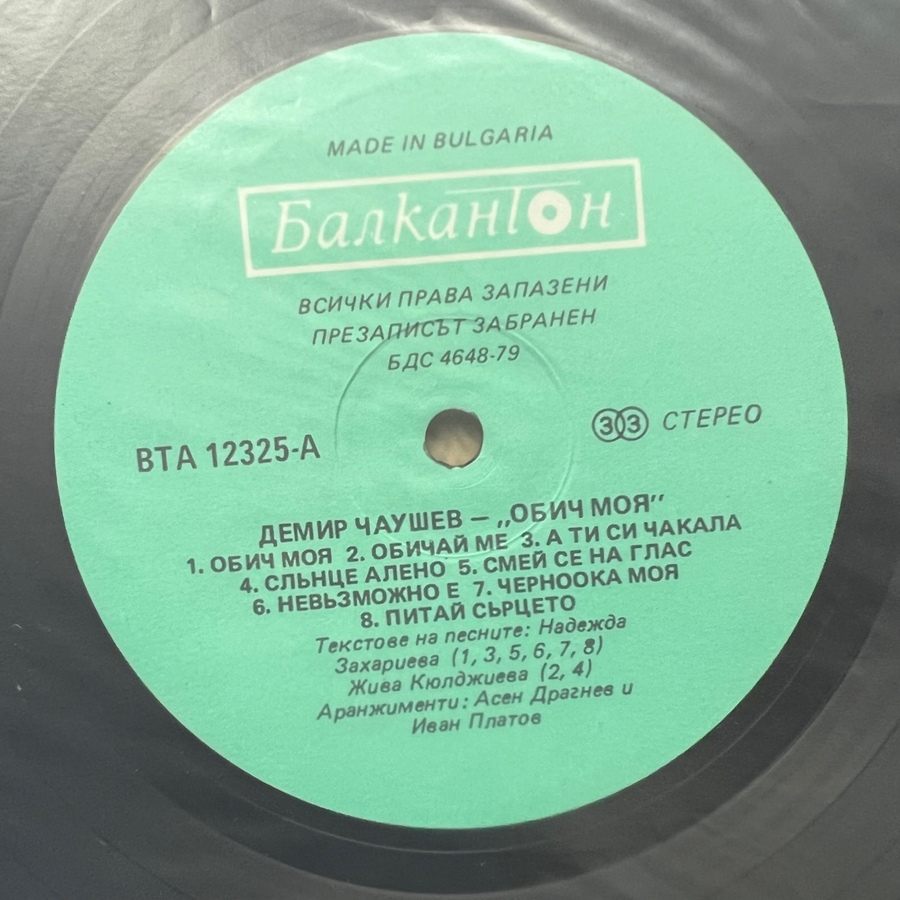 MADE IN BULGARIA
Балкантон
ВСИЧКИ ПРАВА ЗАПАЗЕНИ
ПРЕЗАПИСЪТ ЗАБРАНЕН
БДС 4648-79
ВТА 12325-А
33 СТЕРЕО
ДЕМИР ЧАУШЕВ – „ОБИЧ МОЯ”
1. ОБИЧ МОЯ 2. ОБИЧАЙ МЕ 3. А ТИ СИ ЧАКАЛА
4. СЛЬНЦЕ АЛЕНО 5. СМЕЙ СЕ НА ГЛАС
6. НЕВЬЗМОЖНО Е 7. ЧЕРНООКА МОЯ
8. ПИТАЙ СЬРЦЕТО
Текстове на песните: Надежда
Захариева (1, 3, 5, 6, 7, 8)
Жива Кюлджиева (2, 4)
Аранжименти: Асен Драгнев и
Иван Платов